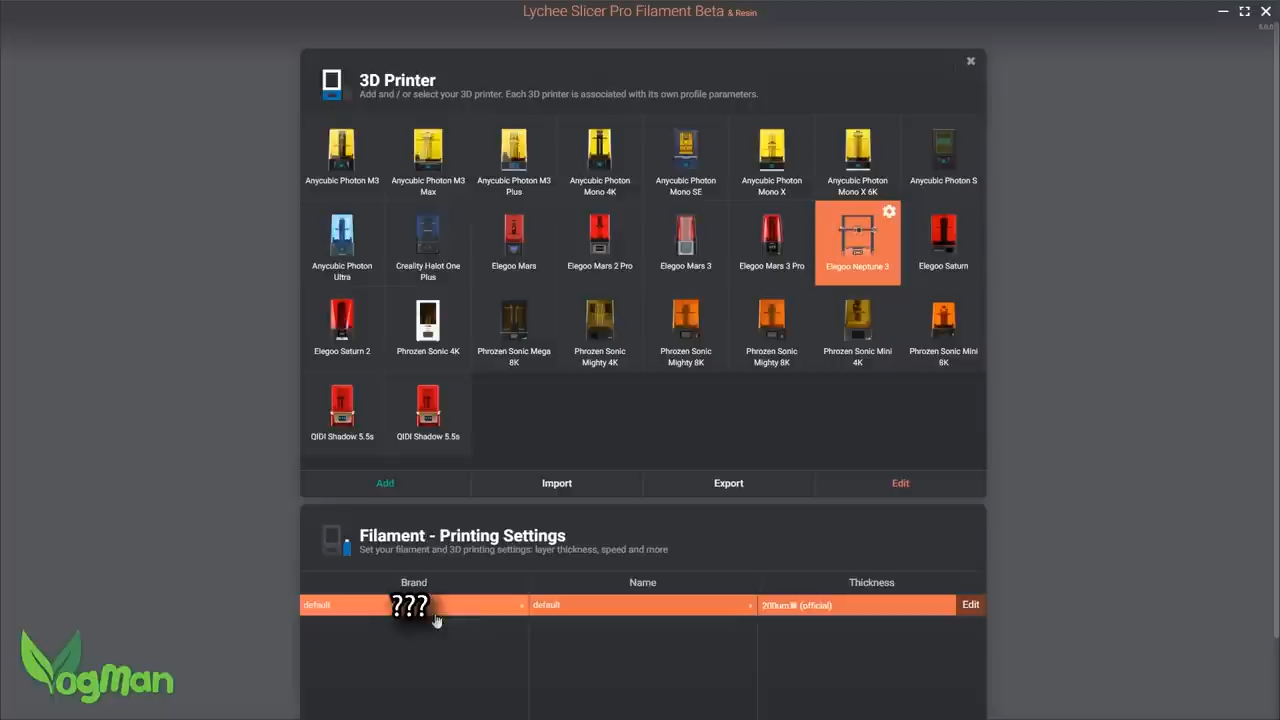 Lychee Slicer Pro Filament Beta & Resin
5.0.0
3D Printer
Add and / or select your 3D printer. Each 3D printer is associated with its own profile parameters.
Anycubic Photon M3
Anycubic Photon M3 Max
Anycubic Photon M3 Plus
Anycubic Photon Mono 4K
Anycubic Photon Mono SE
Anycubic Photon Mono X
Anycubic Photon Mono X 6K
Anycubic Photon S
Anycubic Photon Ultra
Creality Halot One Plus
Elegoo Mars
Elegoo Mars 2 Pro
Elegoo Mars 3
Elegoo Mars 3 Pro
Elegoo Neptune 3
Elegoo Saturn
Elegoo Saturn 2
Phrozen Sonic 4K
Phrozen Sonic Mega 8K
Phrozen Sonic Mighty 4K
Phrozen Sonic Mighty 8K
Phrozen Sonic Mighty 8K
Phrozen Sonic Mini 4K
Phrozen Sonic Mini 8K
QIDI Shadow 5.5s
QIDI Shadow 5.5s
Add Import Export Edit
Filament - Printing Settings
Set your filament and 3D printing settings: layer thickness, speed and more
Brand Name Thickness
default ??? default 200um (official) Edit
VogMan